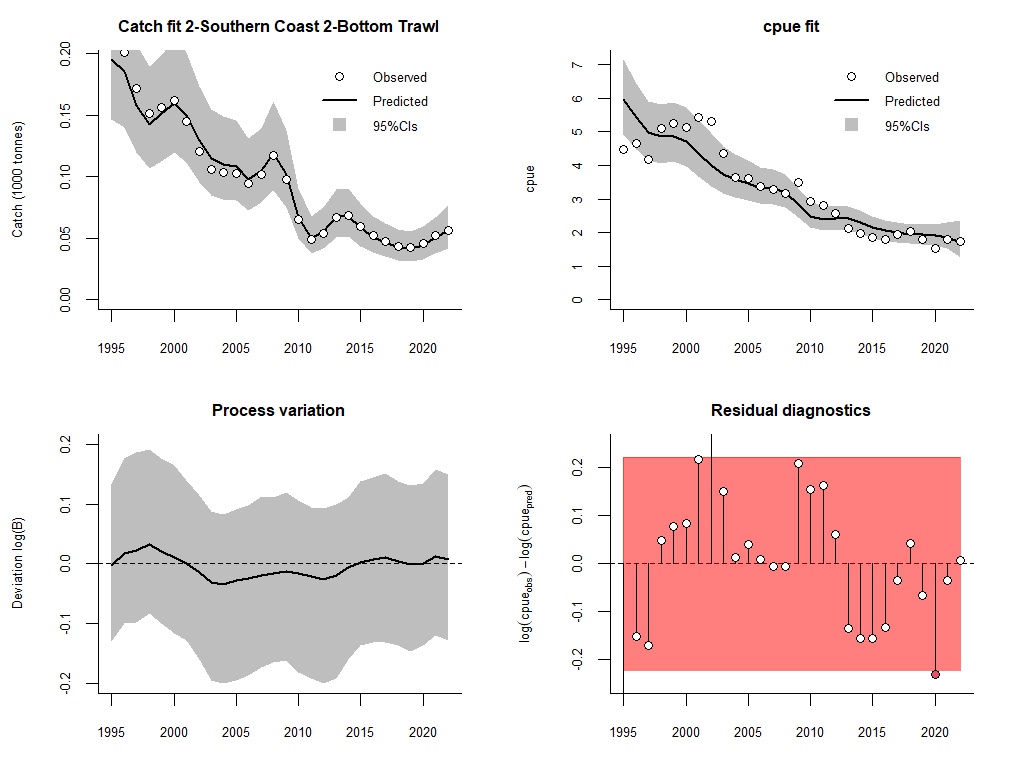 Catch fit 2-Southern Coast 2-Bottom Trawl
Catch (1000 tonnes)
0.20
0.15
0.10
0.05
0.00
Observed
Predicted
95%CIs
1995 2000 2005 2010 2015 2020
cpue fit
cpue
7
6
5
4
3
2
1
0
Observed
Predicted
95%CIs
1995 2000 2005 2010 2015 2020
Process variation
Deviation log(B)
0.2
0.1
0.0
-0.1
-0.2
1995 2000 2005 2010 2015 2020
Residual diagnostics
log(cpue_obs) − log(cpue_pred)
0.2
0.1
0.0
-0.1
-0.2
1995 2000 2005 2010 2015 2020